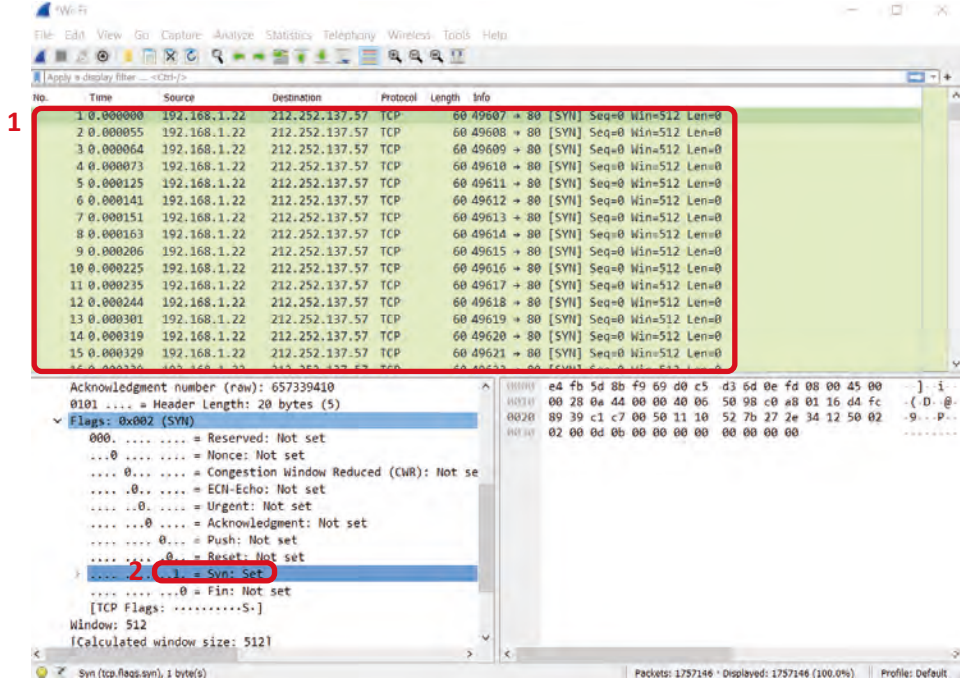 *Wi-Fi
File Edit View Go Capture Analyze Statistics Telephony Wireless Tools Help
Apply a display filter ... <Ctrl-/>
No. Time Source Destination Protocol Length Info
1
1 0.000000 192.168.1.22 212.252.137.57 TCP 60 49607 → 80 [SYN] Seq=0 Win=512 Len=0
2 0.000055 192.168.1.22 212.252.137.57 TCP 60 49608 → 80 [SYN] Seq=0 Win=512 Len=0
3 0.000064 192.168.1.22 212.252.137.57 TCP 60 49609 → 80 [SYN] Seq=0 Win=512 Len=0
4 0.000073 192.168.1.22 212.252.137.57 TCP 60 49610 → 80 [SYN] Seq=0 Win=512 Len=0
5 0.000125 192.168.1.22 212.252.137.57 TCP 60 49611 → 80 [SYN] Seq=0 Win=512 Len=0
6 0.000141 192.168.1.22 212.252.137.57 TCP 60 49612 → 80 [SYN] Seq=0 Win=512 Len=0
7 0.000151 192.168.1.22 212.252.137.57 TCP 60 49613 → 80 [SYN] Seq=0 Win=512 Len=0
8 0.000163 192.168.1.22 212.252.137.57 TCP 60 49614 → 80 [SYN] Seq=0 Win=512 Len=0
9 0.000206 192.168.1.22 212.252.137.57 TCP 60 49615 → 80 [SYN] Seq=0 Win=512 Len=0
10 0.000225 192.168.1.22 212.252.137.57 TCP 60 49616 → 80 [SYN] Seq=0 Win=512 Len=0
11 0.000235 192.168.1.22 212.252.137.57 TCP 60 49617 → 80 [SYN] Seq=0 Win=512 Len=0
12 0.000244 192.168.1.22 212.252.137.57 TCP 60 49618 → 80 [SYN] Seq=0 Win=512 Len=0
13 0.000301 192.168.1.22 212.252.137.57 TCP 60 49619 → 80 [SYN] Seq=0 Win=512 Len=0
14 0.000319 192.168.1.22 212.252.137.57 TCP 60 49620 → 80 [SYN] Seq=0 Win=512 Len=0
15 0.000329 192.168.1.22 212.252.137.57 TCP 60 49621 → 80 [SYN] Seq=0 Win=512 Len=0
Acknowledgment number (raw): 657339410
0101 .... = Header Length: 20 bytes (5)
Flags: 0x002 (SYN)
000. .... .... = Reserved: Not set
...0 .... .... = Nonce: Not set
.... 0... .... = Congestion Window Reduced (CWR): Not se
.... .0.. .... = ECN-Echo: Not set
.... ..0. .... = Urgent: Not set
.... ...0 .... = Acknowledgment: Not set
.... .... 0... = Push: Not set
.... .... .0.. = Reset: Not set
2
.... .... ..1. = Syn: Set
.... .... ...0 = Fin: Not set
[TCP Flags: ··········S·]
Window: 512
[Calculated window size: 512]
0000 e4 fb 5d 8b f9 69 d0 c5 d3 6d 0e fd 08 00 45 00 ··]··i··
0010 00 28 0a 44 00 00 40 06 50 98 c0 a8 01 16 d4 fc ·(·D··@·
0020 89 39 c1 c7 00 50 11 10 52 7b 27 2e 34 12 50 02 ·9···P··
0030 02 00 0d 0b 00 00 00 00 00 00 00 00 ········
Syn (tcp.flags.syn), 1 byte(s)
Packets: 1757146 · Displayed: 1757146 (100.0%)
Profile: Default